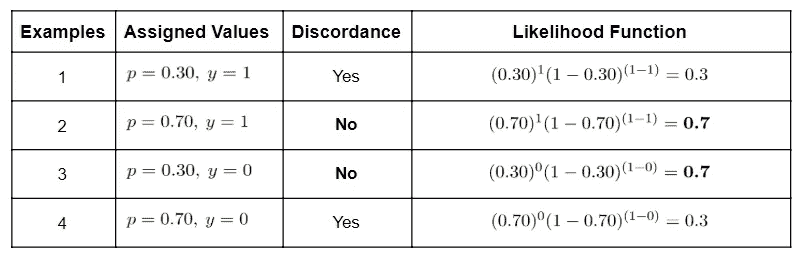 Examples Assigned Values Discordance Likelihood Function
1 p = 0.30, y = 1 Yes (0.30)¹(1 − 0.30)⁽¹⁻¹⁾ = 0.3
2 p = 0.70, y = 1 No (0.70)¹(1 − 0.70)⁽¹⁻¹⁾ = 0.7
3 p = 0.30, y = 0 No (0.30)⁰(1 − 0.30)⁽¹⁻⁰⁾ = 0.7
4 p = 0.70, y = 0 Yes (0.70)⁰(1 − 0.70)⁽¹⁻⁰⁾ = 0.3